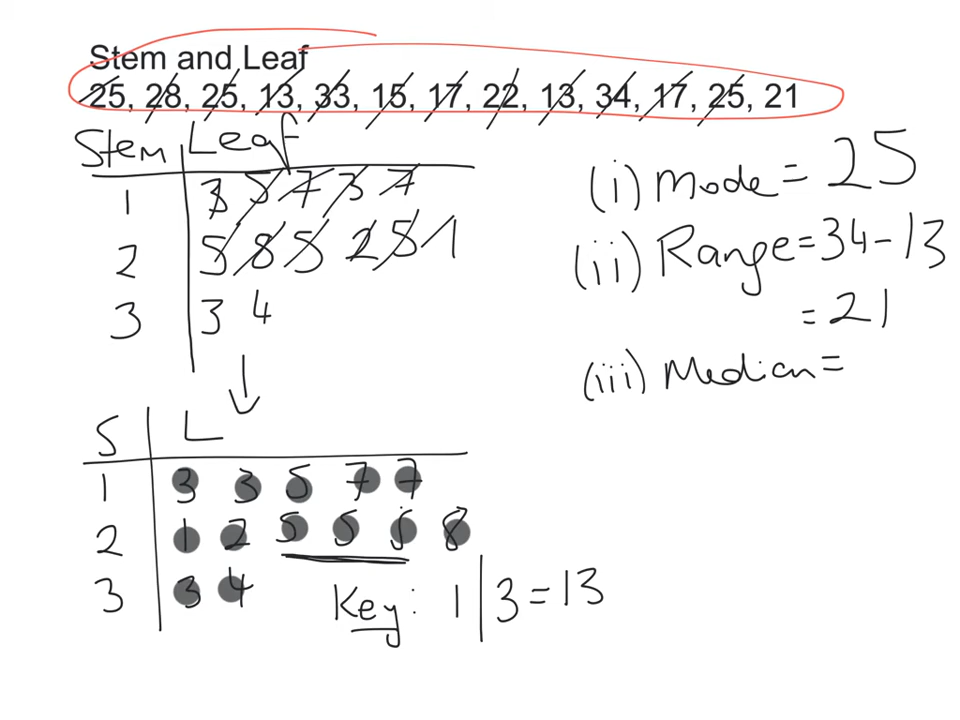 Stem and Leaf
25, 28, 25, 13, 33, 15, 17, 22, 13, 34, 17, 25, 21
Stem Leaf
1 3 5 7 3 7
2 5 8 5 2 5 1
3 3 4
(i) Mode = 25
(ii) Range = 34 - 13
= 21
(iii) Median =
S L
1 3 3 5 7 7
2 1 2 5 5 5 8
3 3 4
Key: 1 | 3 = 13